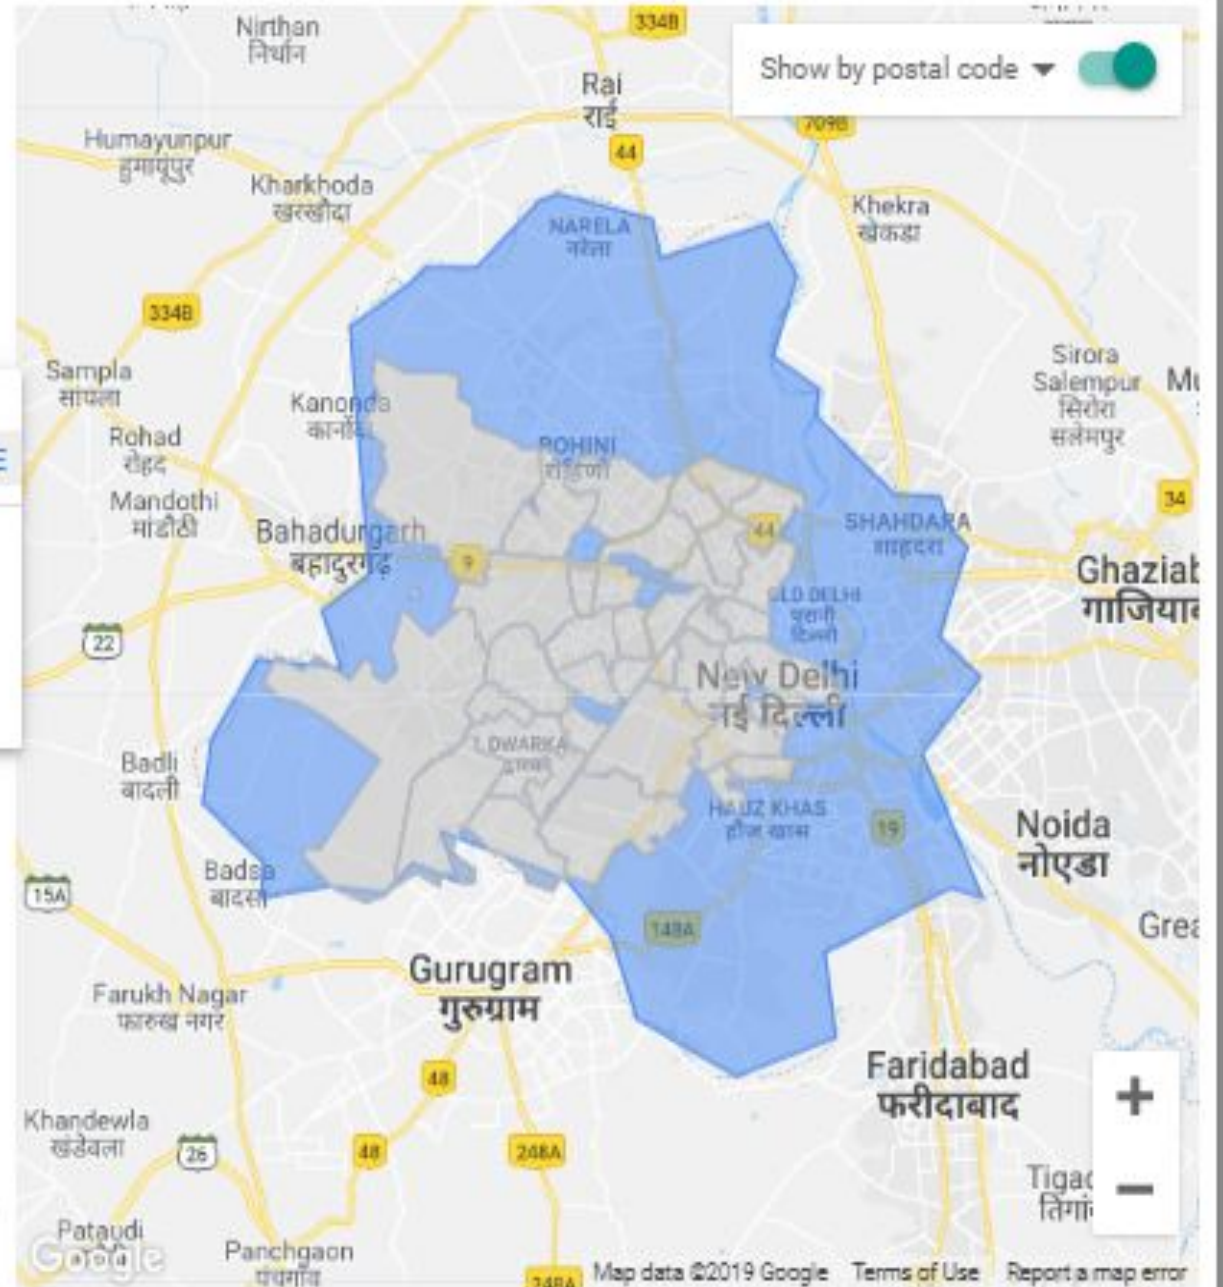 Nirthan
निर्थान
334B
Show by postal code
Rai
राई
709B
44
Humayunpur
हुमायूंपुर
Kharkhoda
खरखौदा
Khekra
खेकडा
NARELA
नरेला
334B
Sampla
सांपला
Sirora
Salempur
सिरोरा
सलेमपुर
Kanonda
Rohad
रोहद
ROHINI
रोहिणी
Mandothi
मांडौठी
34
Bahadurgarh
बहादुरगढ़
9
44
SHAHDARA
शाहदरा
Ghaziab
OLD DELHI
पुरानी
दिल्ली
22
New Delhi
नई दिल्ली
DWARKA
Badli
बादली
HAUZ KHAS
हौज खास
19
Noida
नोएडा
Badsa
बादसा
15A
148A
Grea
Gurugram
गुरुग्राम
Farukh Nagar
फारुख नगर
48
Faridabad
फरीदाबाद
Khandewla
खंडेवला
26
48
248A
Tigao
Pataudi
Google
Panchgaon
पंचगांव
248A
Map data ©2019 Google
Terms of Use
Report a map error